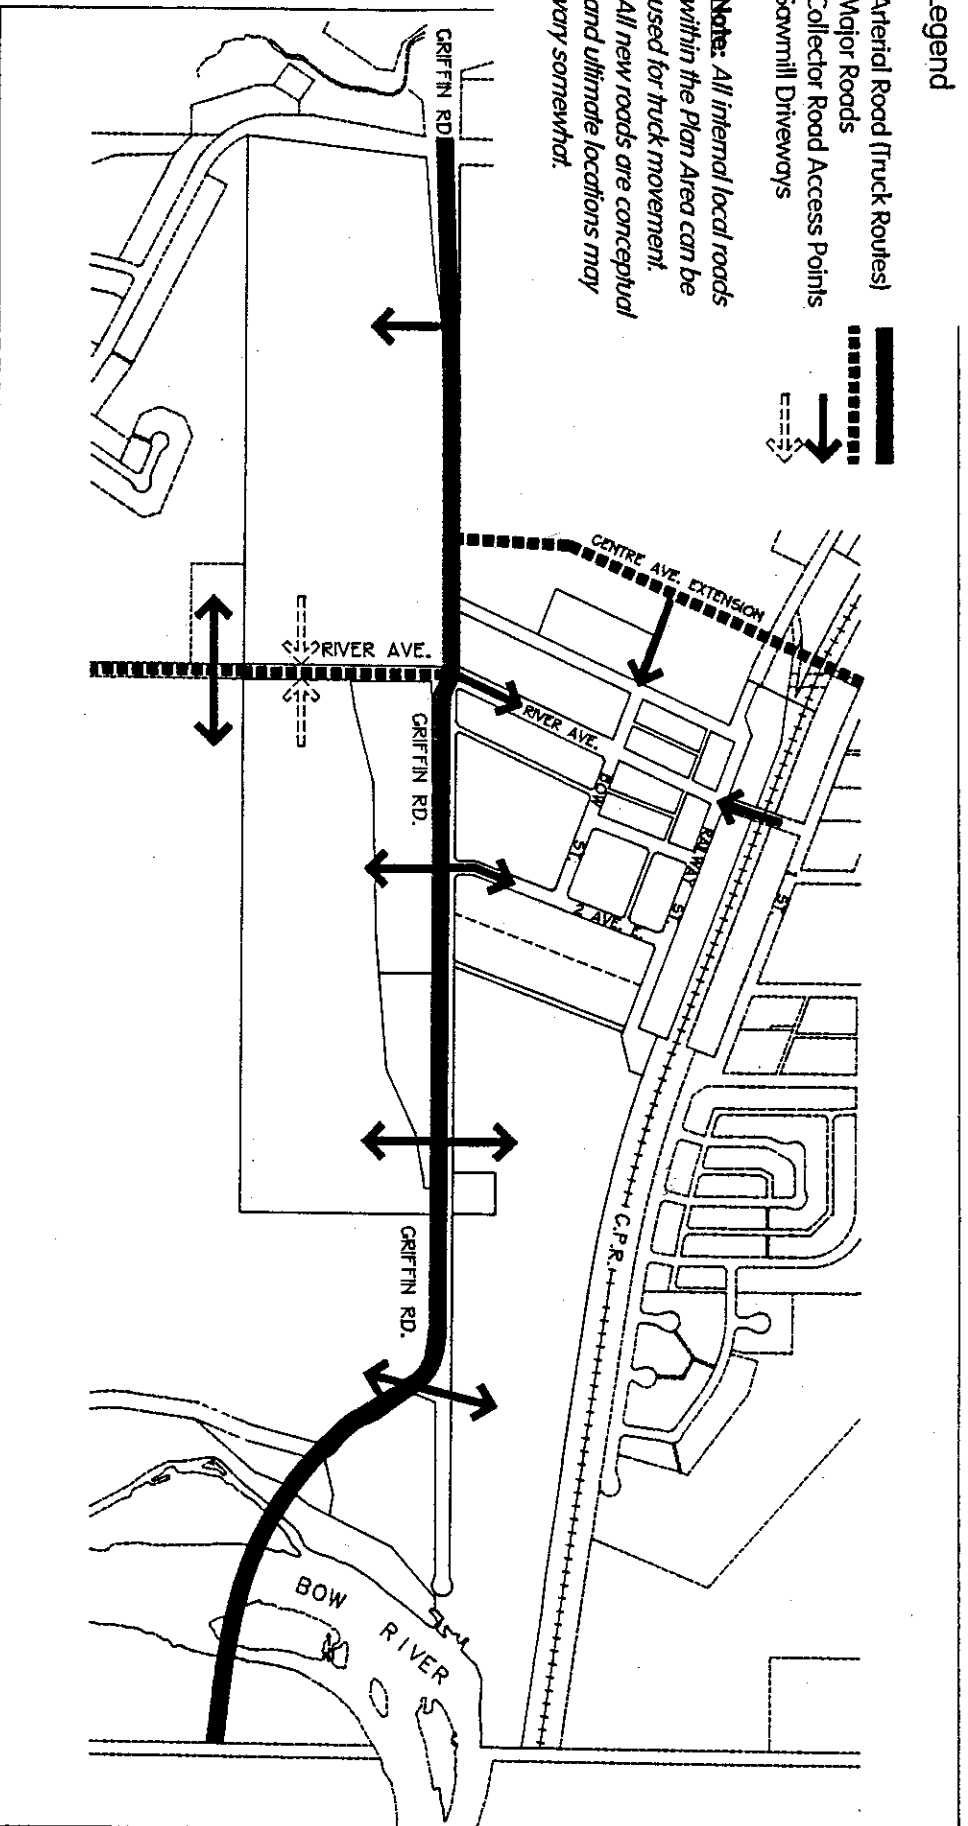 Legend
Arterial Road (Truck Routes)
Major Roads
Collector Road Access Points
Sawmill Driveways
Note: All internal local roads
within the Plan Area can be
used for truck movement.
All new roads are conceptual
and ultimate locations may
vary somewhat.
GRIFFIN RD.
CENTRE AVE. EXTENSION
RIVER AVE.
RIVER AVE.
GRIFFIN RD.
BOW ST.
RAILWAY ST.
1 ST.
2 AVE. E.
C.P.R.
GRIFFIN RD.
BOW RIVER